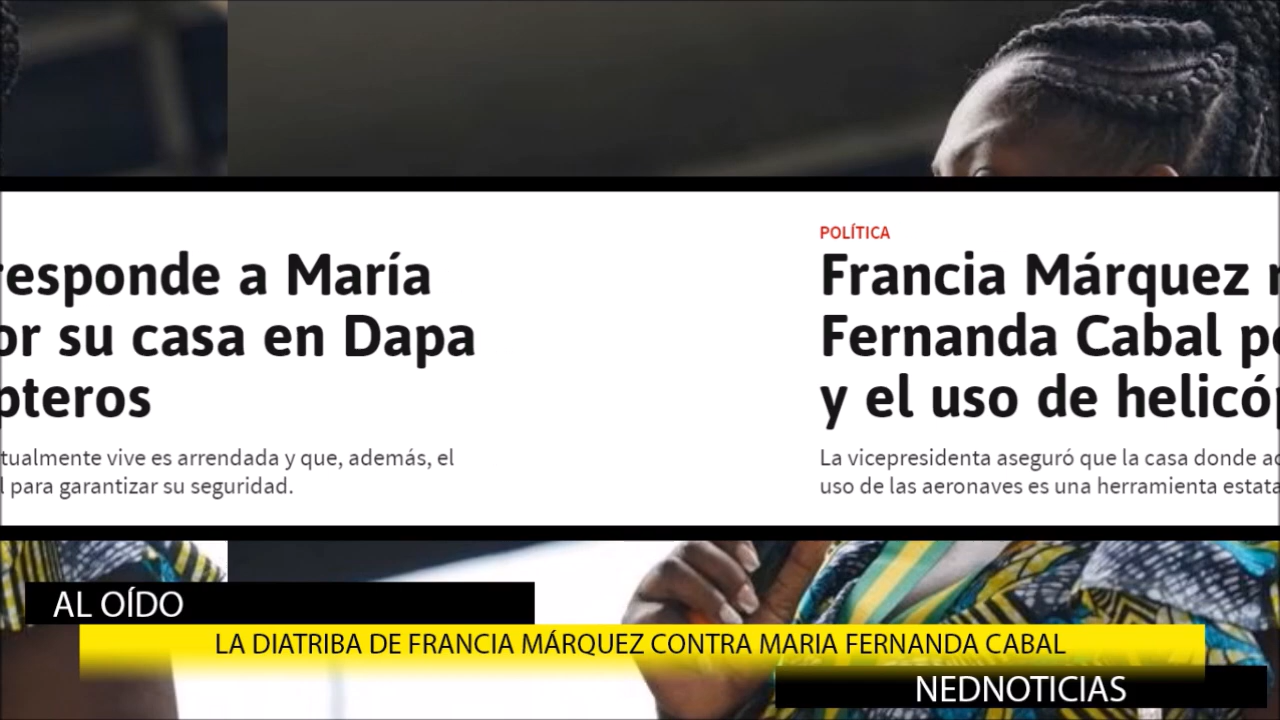 responde a María
or su casa en Dapa
pteros
tualmente vive es arrendada y que, además, el
l para garantizar su seguridad.
POLÍTICA
Francia Márquez
Fernanda Cabal p
y el uso de helicó
La vicepresidenta aseguró que la casa donde a
uso de las aeronaves es una herramienta estata
AL OÍDO
LA DIATRIBA DE FRANCIA MÁRQUEZ CONTRA MARIA FERNANDA CABAL
NEDNOTICIAS